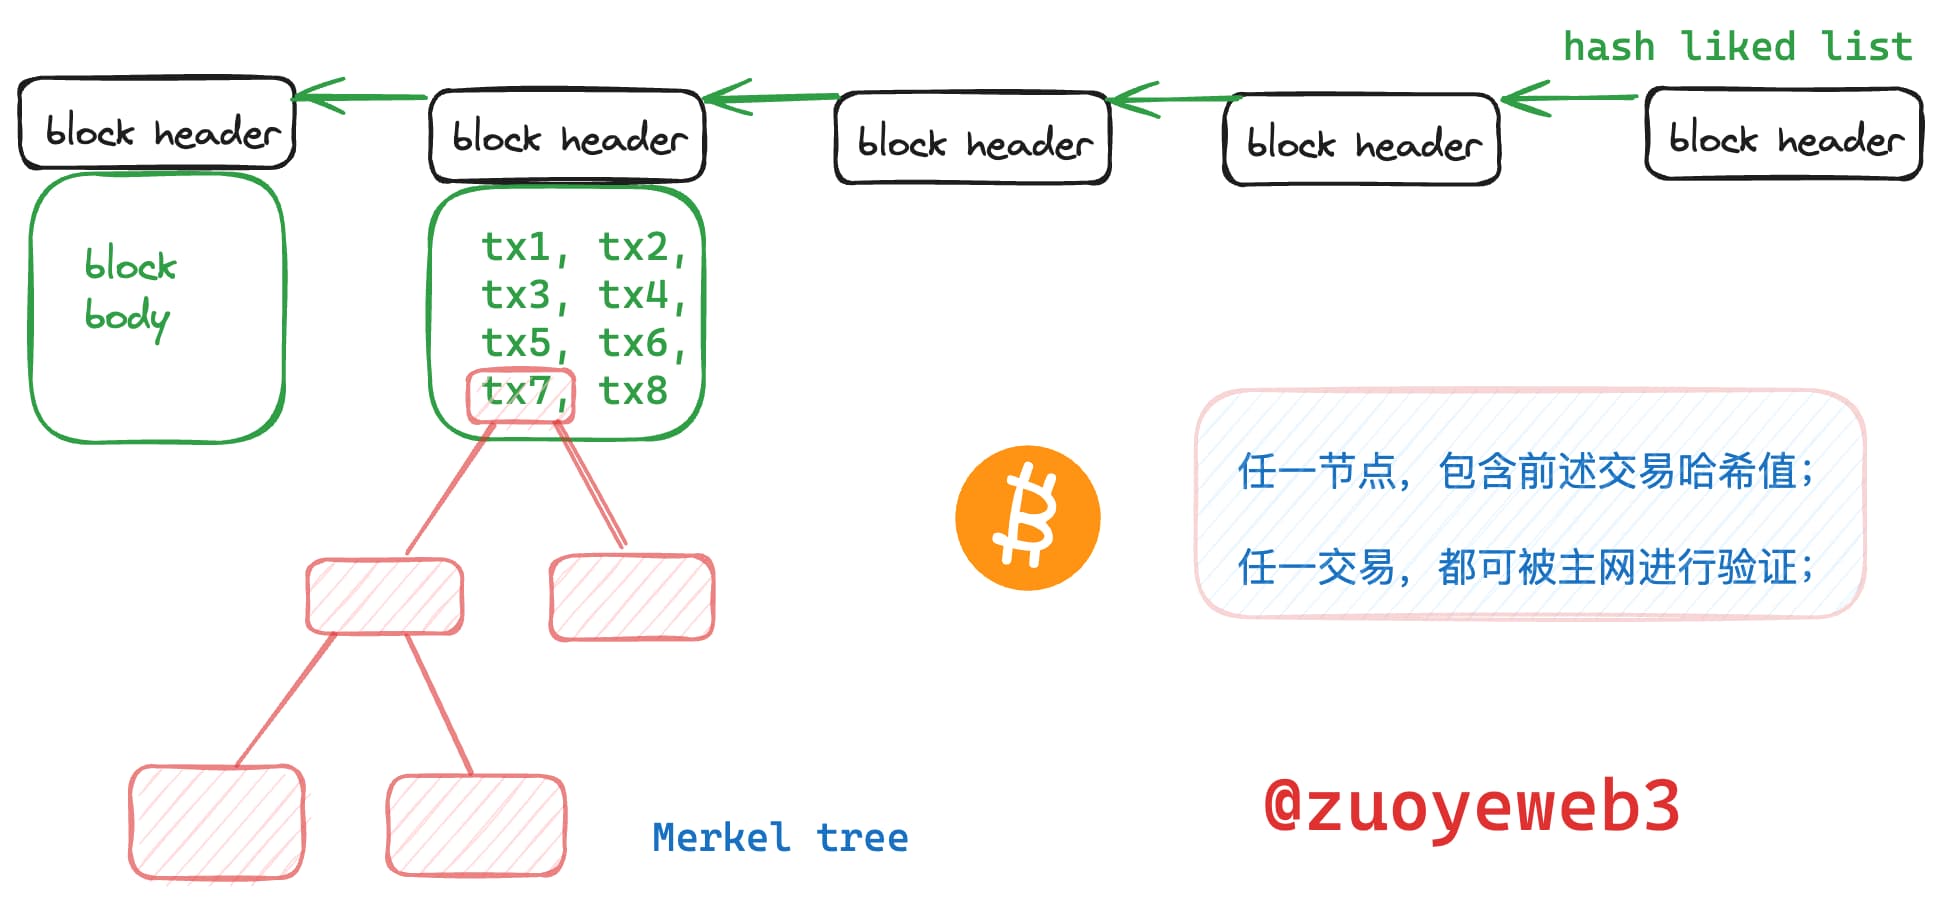 hash liked list
block header
block header
block header
block header
block header
block
body
tx1, tx2,
tx3, tx4,
tx5, tx6,
tx7, tx8
任一节点，包含前述交易哈希值；
任一交易，都可被主网进行验证；
Merkel tree
@zuoyeweb3